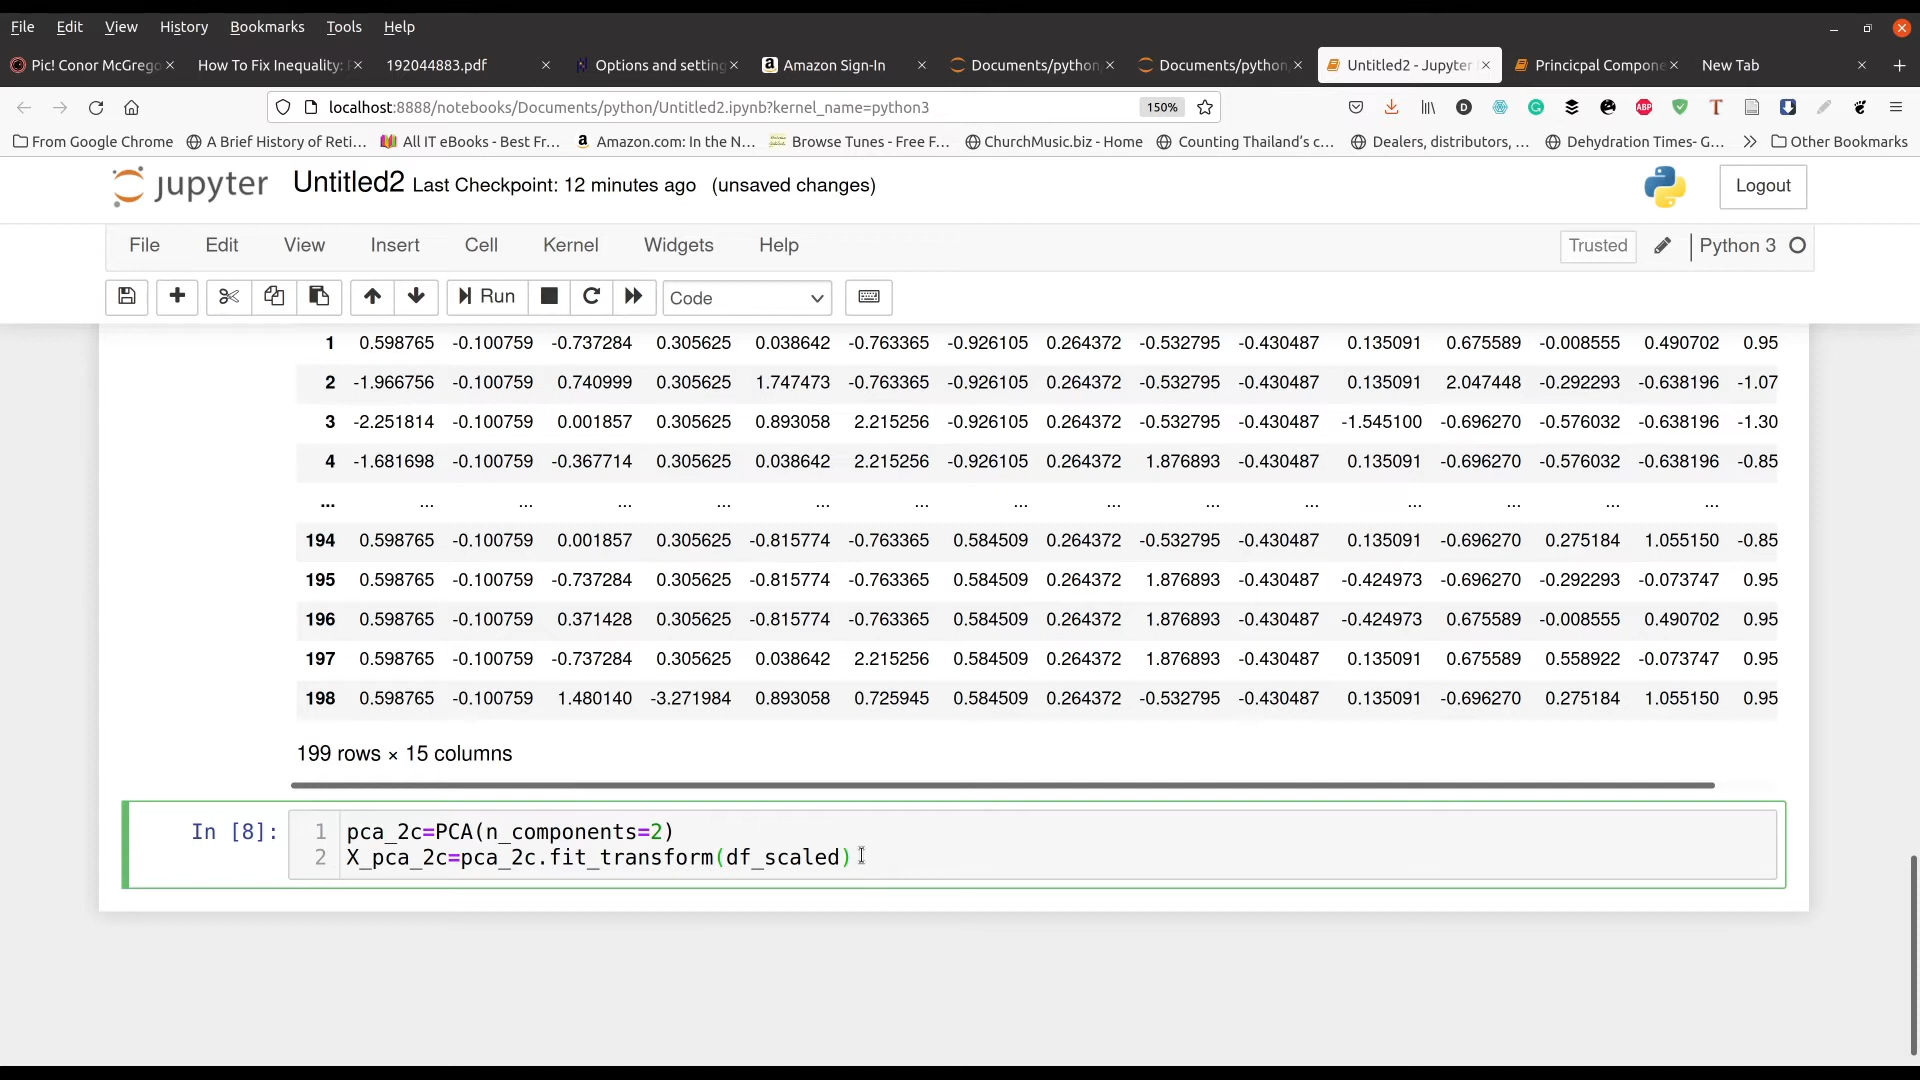 File Edit View History Bookmarks Tools Help
Pic! Conor McGrego × How To Fix Inequality: × 192044883.pdf × Options and setting × Amazon Sign-In × Documents/python × Documents/python × Untitled2 - Jupyter × Princicpal Compone × New Tab ×
localhost:8888/notebooks/Documents/python/Untitled2.ipynb?kernel_name=python3 150%
From Google Chrome A Brief History of Reti… All IT eBooks - Best Fr… Amazon.com: In the N… Browse Tunes - Free F… ChurchMusic.biz - Home Counting Thailand's c… Dealers, distributors, … Dehydration Times- G… Other Bookmarks
jupyter Untitled2 Last Checkpoint: 12 minutes ago (unsaved changes) Logout
File Edit View Insert Cell Kernel Widgets Help Trusted Python 3
Run Code
1 0.598765 -0.100759 -0.737284 0.305625 0.038642 -0.763365 -0.926105 0.264372 -0.532795 -0.430487 0.135091 0.675589 -0.008555 0.490702 0.95
2 -1.966756 -0.100759 0.740999 0.305625 1.747473 -0.763365 -0.926105 0.264372 -0.532795 -0.430487 0.135091 2.047448 -0.292293 -0.638196 -1.07
3 -2.251814 -0.100759 0.001857 0.305625 0.893058 2.215256 -0.926105 0.264372 -0.532795 -0.430487 -1.545100 -0.696270 -0.576032 -0.638196 -1.30
4 -1.681698 -0.100759 -0.367714 0.305625 0.038642 2.215256 -0.926105 0.264372 1.876893 -0.430487 0.135091 -0.696270 -0.576032 -0.638196 -0.85
... ... ... ... ... ... ... ... ... ... ... ... ... ...
194 0.598765 -0.100759 0.001857 0.305625 -0.815774 -0.763365 0.584509 0.264372 -0.532795 -0.430487 0.135091 -0.696270 0.275184 1.055150 -0.85
195 0.598765 -0.100759 -0.737284 0.305625 -0.815774 -0.763365 0.584509 0.264372 1.876893 -0.430487 -0.424973 -0.696270 -0.292293 -0.073747 0.95
196 0.598765 -0.100759 0.371428 0.305625 -0.815774 -0.763365 0.584509 0.264372 1.876893 -0.430487 -0.424973 0.675589 -0.008555 0.490702 0.95
197 0.598765 -0.100759 -0.737284 0.305625 0.038642 2.215256 0.584509 0.264372 1.876893 -0.430487 0.135091 0.675589 0.558922 -0.073747 0.95
198 0.598765 -0.100759 1.480140 -3.271984 0.893058 0.725945 0.584509 0.264372 -0.532795 -0.430487 0.135091 -0.696270 0.275184 1.055150 0.95
199 rows × 15 columns
In [8]: 1 pca_2c=PCA(n_components=2)
2 X_pca_2c=pca_2c.fit_transform(df_scaled)